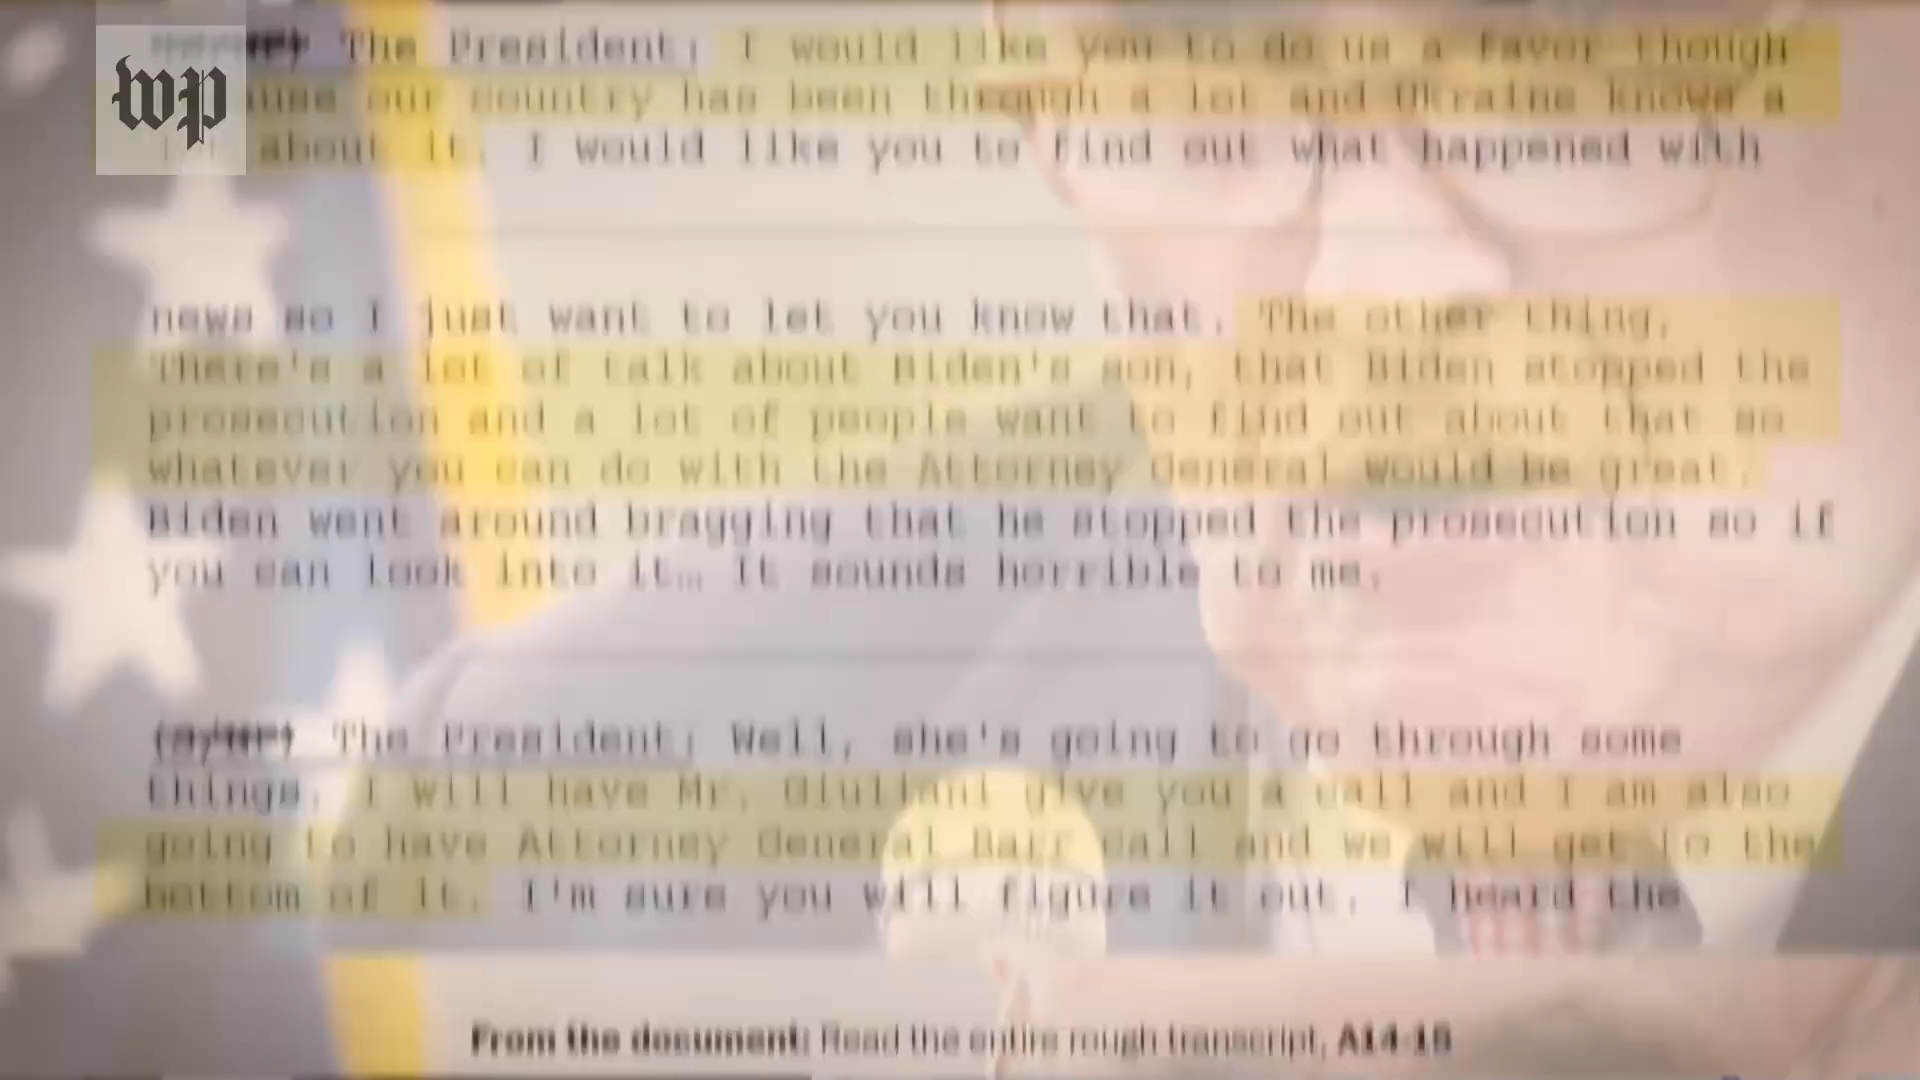 wp
The President: I would like you to do us a favor though
because our country has been through a lot and Ukraine knows a
lot about it. I would like you to find out what happened with
news so I just want to let you know that. The other thing,
There's a lot of talk about Biden's son, that Biden stopped the
prosecution and a lot of people want to find out about that so
whatever you can do with the Attorney General would be great.
Biden went around bragging that he stopped the prosecution so if
you can look into it… It sounds horrible to me.
(S/NF) The President: Well, she's going to go through some
things. I will have Mr. Giuliani give you a call and I am also
going to have Attorney General Barr call and we will get to the
bottom of it. I'm sure you will figure it out. I heard the
From the document: Read the entire rough transcript, A14-15